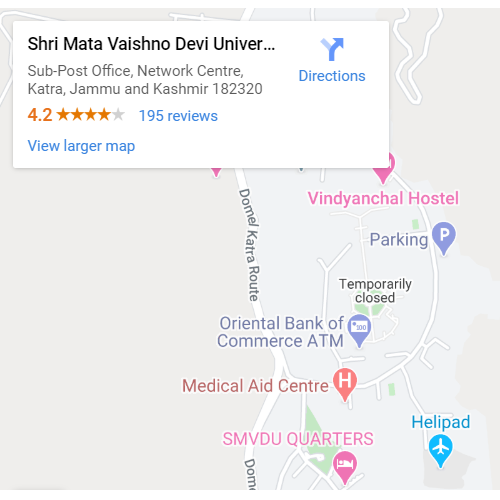 Shri Mata Vaishno Devi Univer...
Directions
Sub-Post Office, Network Centre,
Katra, Jammu and Kashmir 182320
4.2
195 reviews
View larger map
Vindyanchal Hostel
Domel Katra Route
Parking
P
Temporarily
closed
Oriental Bank of
Commerce ATM
Medical Aid Centre
H
Helipad
SMVDU QUARTERS
Dome